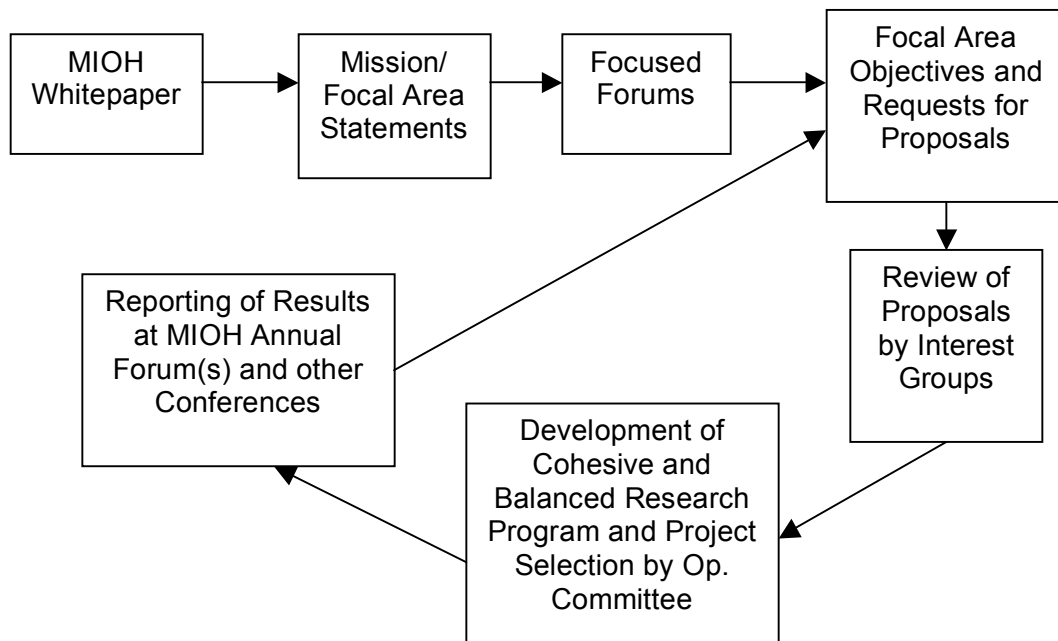 MIOH
Whitepaper
Mission/
Focal Area
Statements
Focused
Forums
Focal Area
Objectives and
Requests for
Proposals
Review of
Proposals
by Interest
Groups
Development of
Cohesive and
Balanced Research
Program and Project
Selection by Op.
Committee
Reporting of Results
at MIOH Annual
Forum(s) and other
Conferences